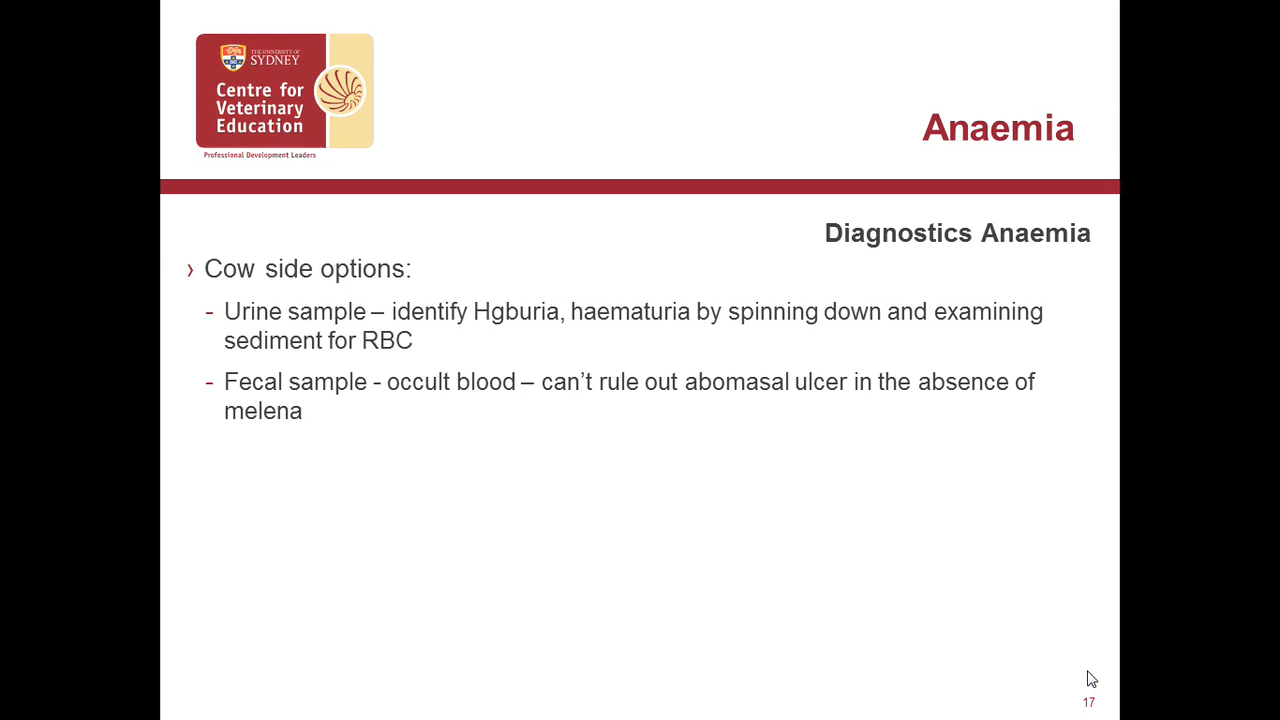 THE UNIVERSITY OF
SYDNEY
Centre for
Veterinary
Education
Professional Development Leaders
Anaemia
Diagnostics Anaemia
› Cow side options:
- Urine sample – identify Hgburia, haematuria by spinning down and examining
sediment for RBC
- Fecal sample - occult blood – can’t rule out abomasal ulcer in the absence of
melena
17